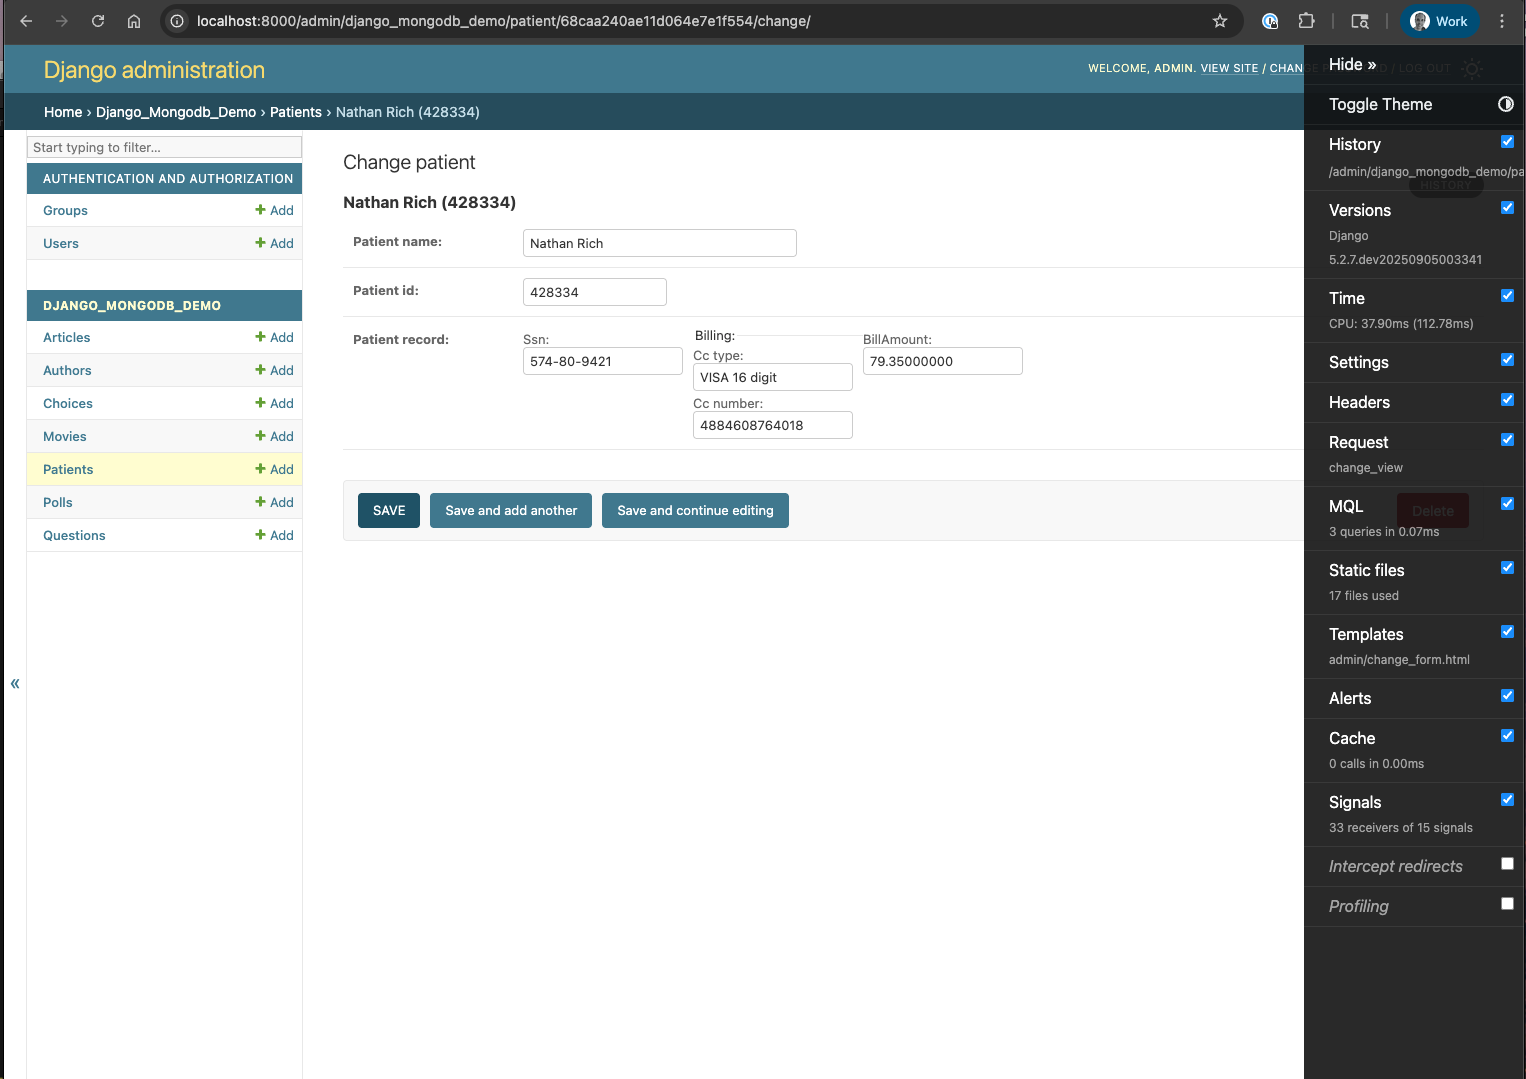 localhost:8000/admin/django_mongodb_demo/patient/68caa240ae11d064e7e1f554/change/
Work
Django administration
WELCOME, ADMIN. VIEW SITE / CHANGE PASSWORD / LOG OUT
Home › Django_Mongodb_Demo › Patients › Nathan Rich (428334)
Start typing to filter...
AUTHENTICATION AND AUTHORIZATION
Groups + Add
Users + Add
DJANGO_MONGODB_DEMO
Articles + Add
Authors + Add
Choices + Add
Movies + Add
Patients + Add
Polls + Add
Questions + Add
«
Change patient
Nathan Rich (428334)
HISTORY
Patient name: Nathan Rich
Patient id: 428334
Patient record:
Ssn:
574-80-9421
Billing:
Cc type:
VISA 16 digit
Cc number:
4884608764018
BillAmount:
79.35000000
SAVE Save and add another Save and continue editing Delete
Hide »
Toggle Theme
History
/admin/django_mongodb_demo/pa
Versions
Django
5.2.7.dev20250905003341
Time
CPU: 37.90ms (112.78ms)
Settings
Headers
Request
change_view
MQL
3 queries in 0.07ms
Static files
17 files used
Templates
admin/change_form.html
Alerts
Cache
0 calls in 0.00ms
Signals
33 receivers of 15 signals
Intercept redirects
Profiling